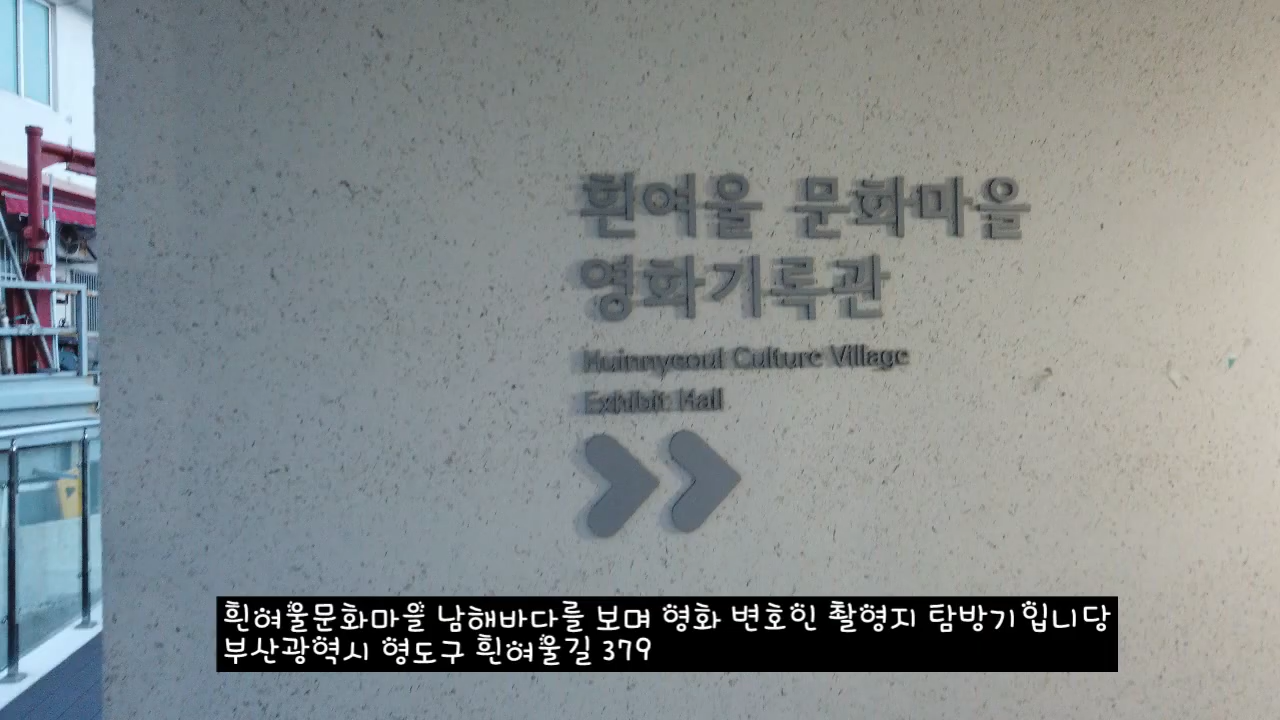 흰여울 문화마을
영화기록관
Huinnyeoul Culture Village
Exhibit Hall
흰여울문화마을 남해바다를 보며 영화 변호인 촬영지 탐방기입니당
부산광역시 영도구 흰여울길 379